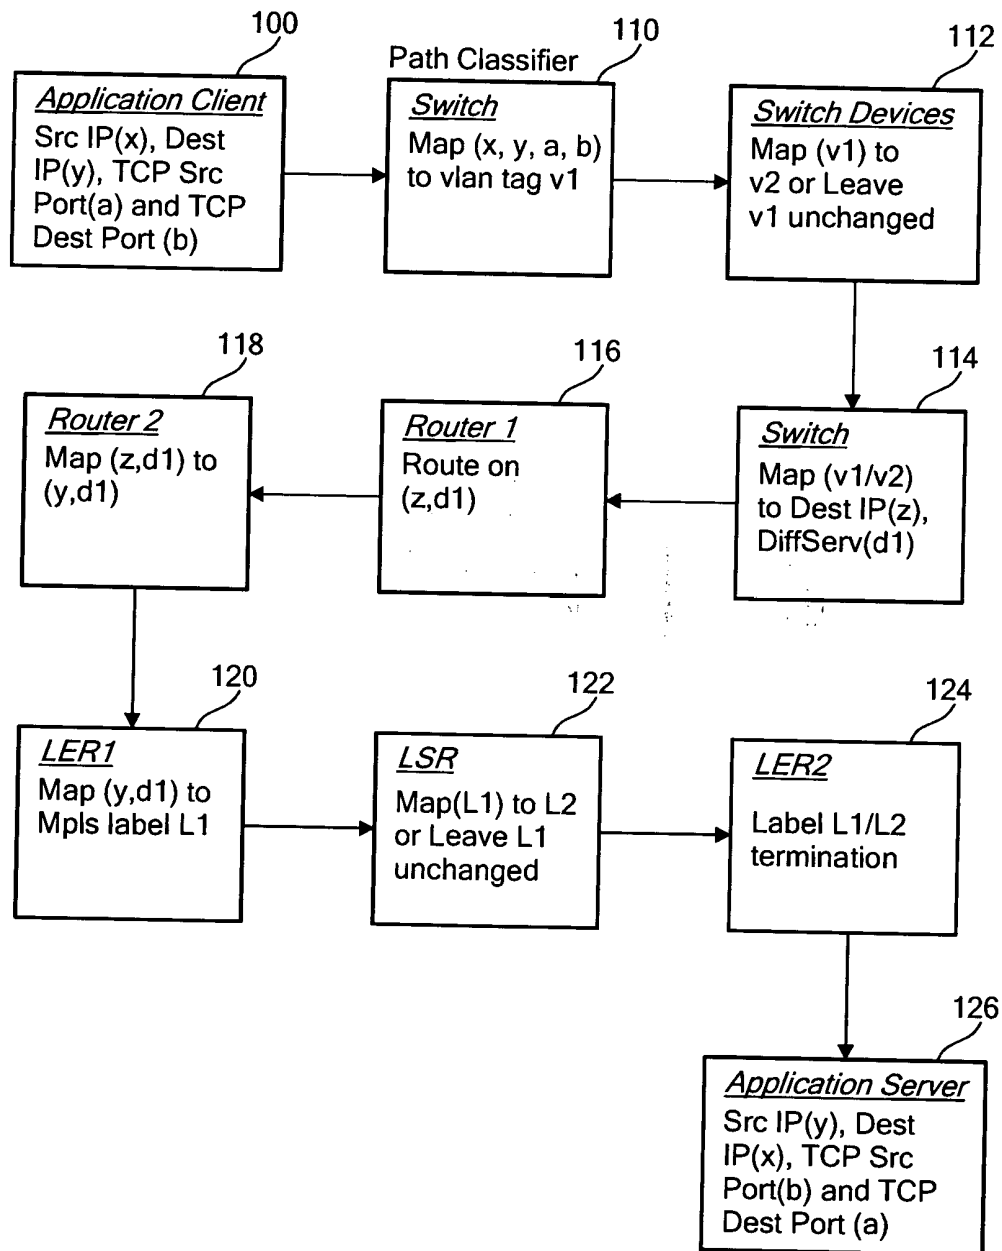 100
Application Client
Src IP(x), Dest
IP(y), TCP Src
Port(a) and TCP
Dest Port (b)
Path Classifier
110
Switch
Map (x, y, a, b)
to vlan tag v1
112
Switch Devices
Map (v1) to
v2 or Leave
v1 unchanged
114
Switch
Map (v1/v2)
to Dest IP(z),
DiffServ(d1)
116
Router 1
Route on
(z,d1)
118
Router 2
Map (z,d1) to
(y,d1)
120
LER1
Map (y,d1) to
Mpls label L1
122
LSR
Map(L1) to L2
or Leave L1
unchanged
124
LER2
Label L1/L2
termination
126
Application Server
Src IP(y), Dest
IP(x), TCP Src
Port(b) and TCP
Dest Port (a)